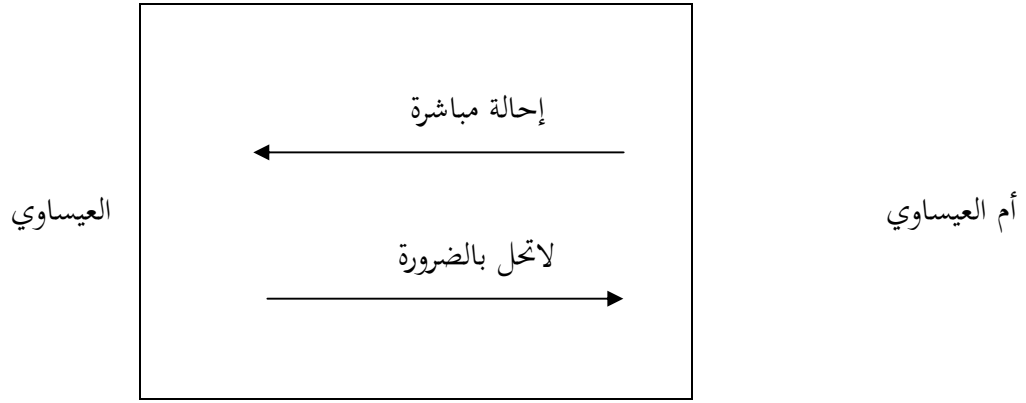 إحالة مباشرة
أم العيساوي
العيساوي
لاتحل بالضرورة